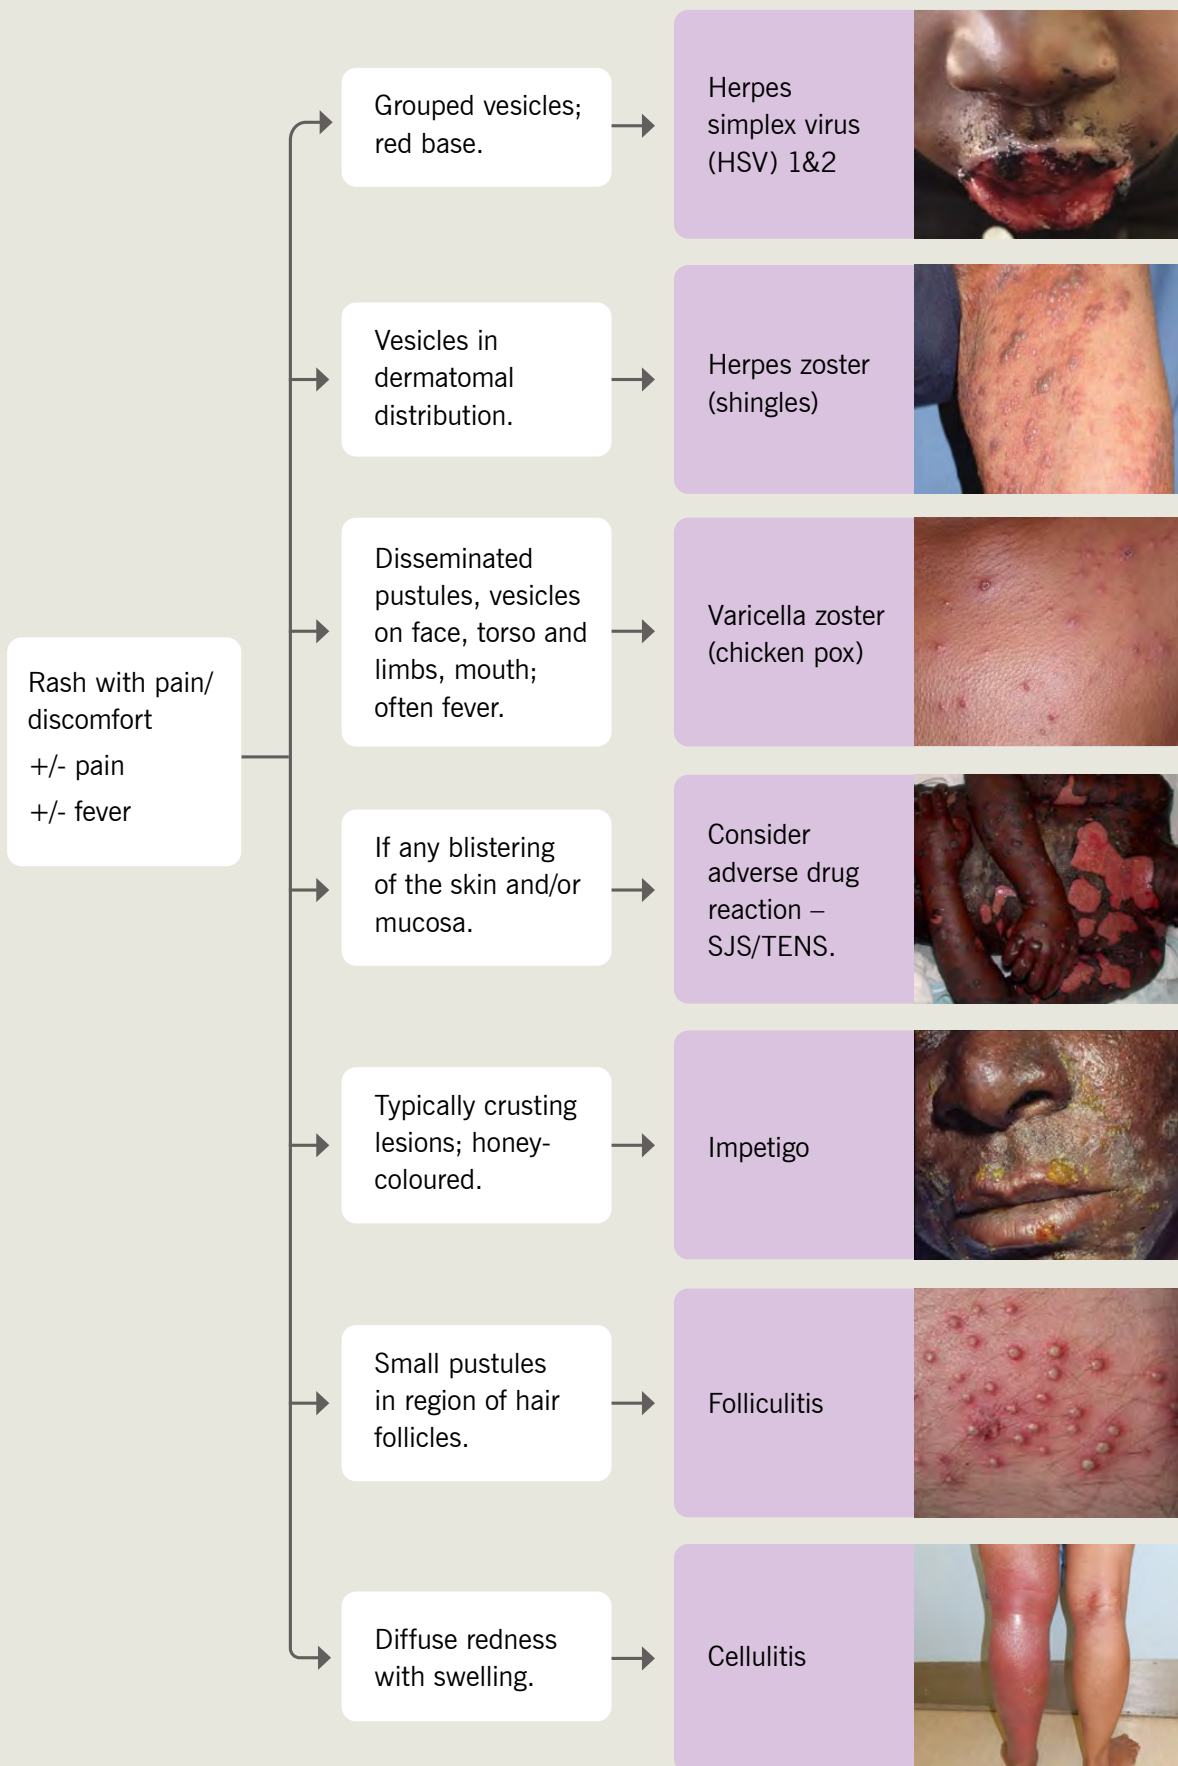 Rash with pain/
discomfort
+/- pain
+/- fever
Grouped vesicles;
red base.
Herpes
simplex virus
(HSV) 1&2
Vesicles in
dermatomal
distribution.
Herpes zoster
(shingles)
Disseminated
pustules, vesicles
on face, torso and
limbs, mouth;
often fever.
Varicella zoster
(chicken pox)
If any blistering
of the skin and/or
mucosa.
Consider
adverse drug
reaction –
SJS/TENS.
Typically crusting
lesions; honey-
coloured.
Impetigo
Small pustules
in region of hair
follicles.
Folliculitis
Diffuse redness
with swelling.
Cellulitis